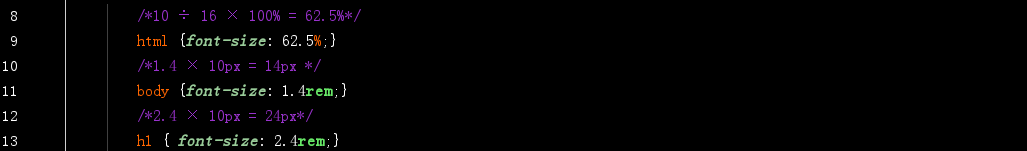 8 /*10 ÷ 16 × 100% = 62.5%*/
9 html {font-size: 62.5%;}
10 /*1.4 × 10px = 14px */
11 body {font-size: 1.4rem;}
12 /*2.4 × 10px = 24px*/
13 h1 { font-size: 2.4rem;}